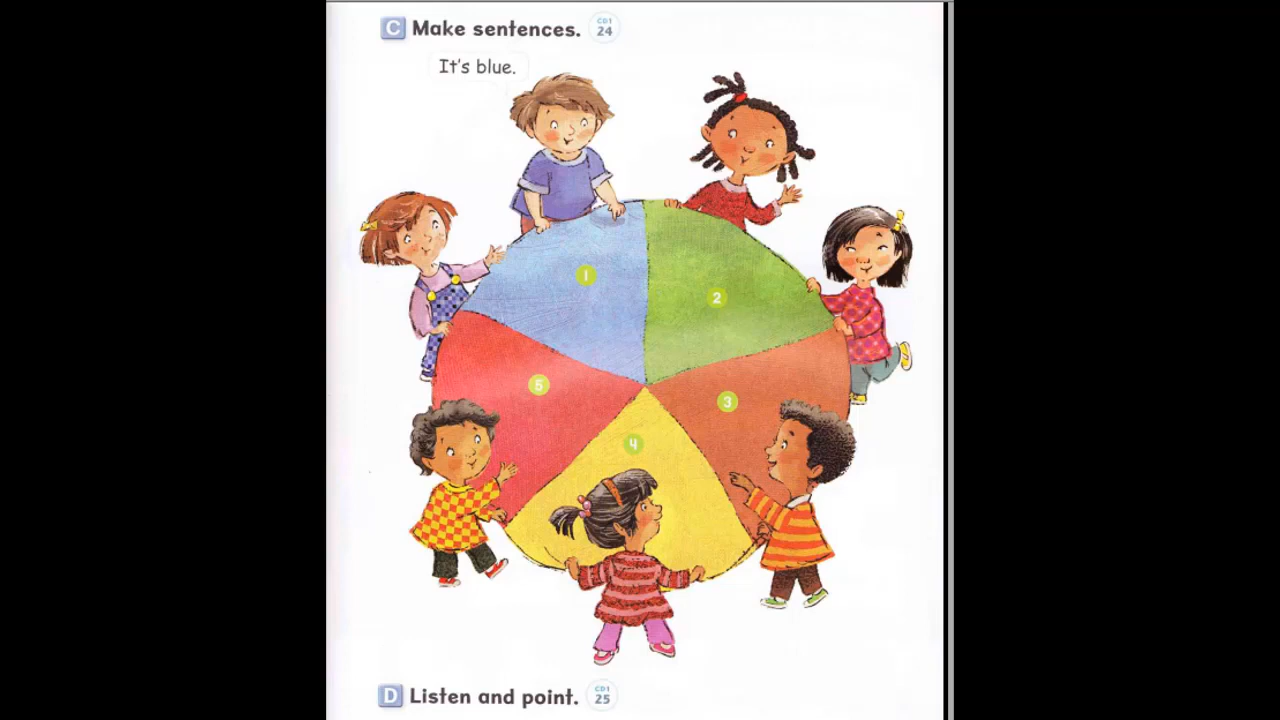 C Make sentences. CD1 24
It's blue.
1
2
3
4
5
D Listen and point. CD1 25